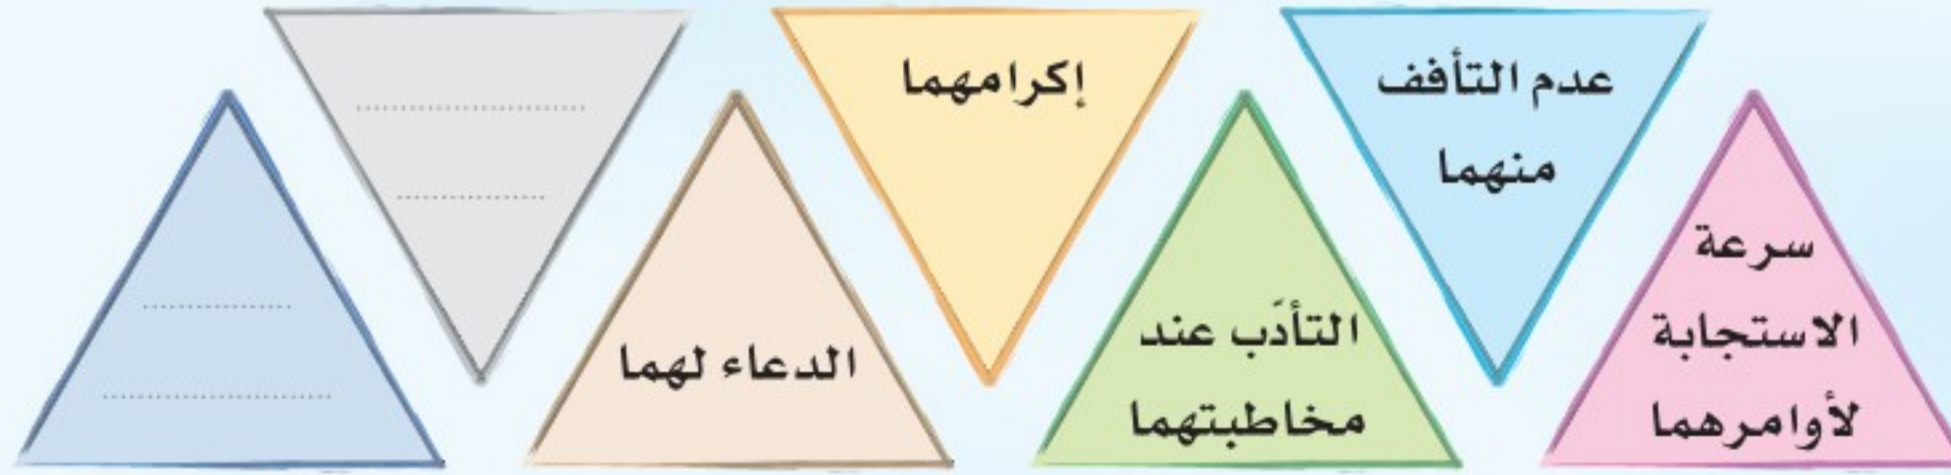 سرعة
الاستجابة
لأوامرهما
عدم التأفف
منهما
التأدّب عند
مخاطبتهما
إكرامهما
الدعاء لهما